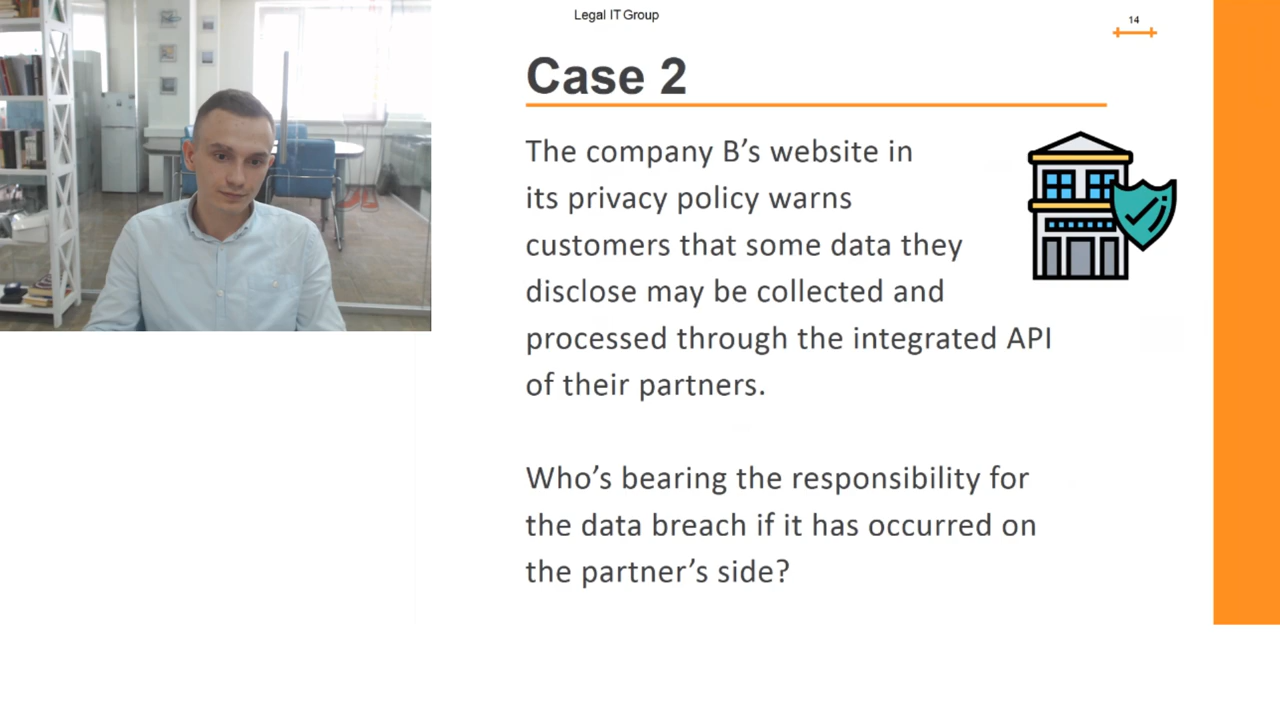 Legal IT Group
14
Case 2
The company B’s website in
its privacy policy warns
customers that some data they
disclose may be collected and
processed through the integrated API
of their partners.
Who’s bearing the responsibility for
the data breach if it has occurred on
the partner’s side?